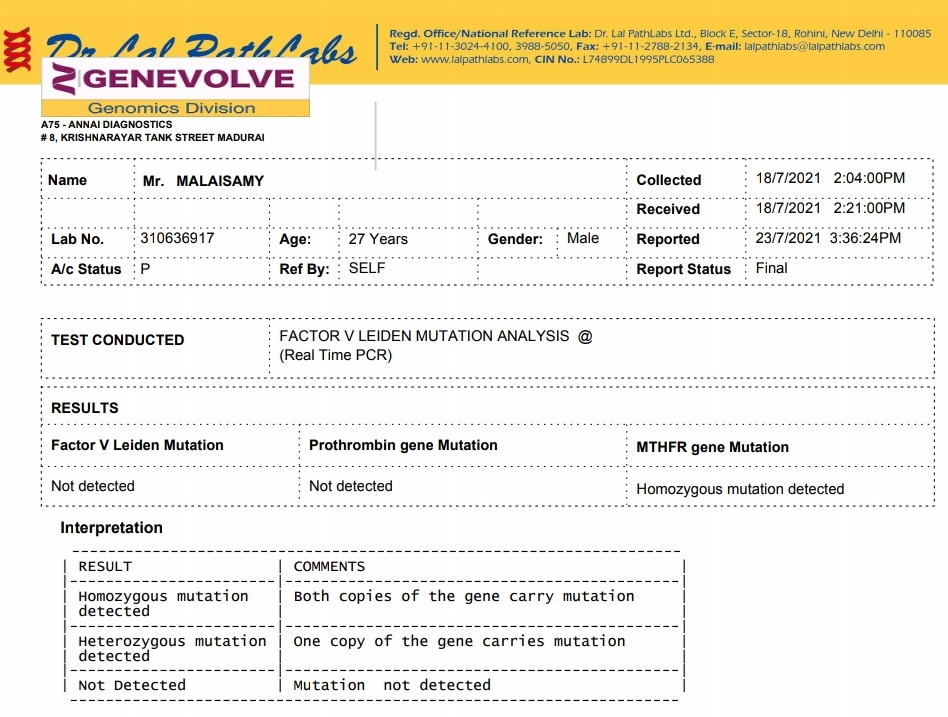 Dr Lal PathLabs
Regd. Office/National Reference Lab: Dr. Lal PathLabs Ltd., Block E, Sector-18, Rohini, New Delhi - 110085
Tel: +91-11-3024-4100, 3988-5050, Fax: +91-11-2788-2134, E-mail: lalpathlabs@lalpathlabs.com
Web: www.lalpathlabs.com, CIN No.: L74899DL1995PLC065388
GENEVOLVE
Genomics Division
A75 - ANNAI DIAGNOSTICS
# 8, KRISHNARAYAR TANK STREET MADURAI
Name Mr. MALAISAMY Collected 18/7/2021 2:04:00PM
Received 18/7/2021 2:21:00PM
Lab No. 310636917 Age: 27 Years Gender: Male Reported 23/7/2021 3:36:24PM
A/c Status P Ref By: SELF Report Status Final
TEST CONDUCTED FACTOR V LEIDEN MUTATION ANALYSIS @
(Real Time PCR)
RESULTS
Factor V Leiden Mutation Prothrombin gene Mutation MTHFR gene Mutation
Not detected Not detected Homozygous mutation detected
Interpretation
RESULT COMMENTS
Homozygous mutation Both copies of the gene carry mutation
detected
Heterozygous mutation One copy of the gene carries mutation
detected
Not Detected Mutation not detected